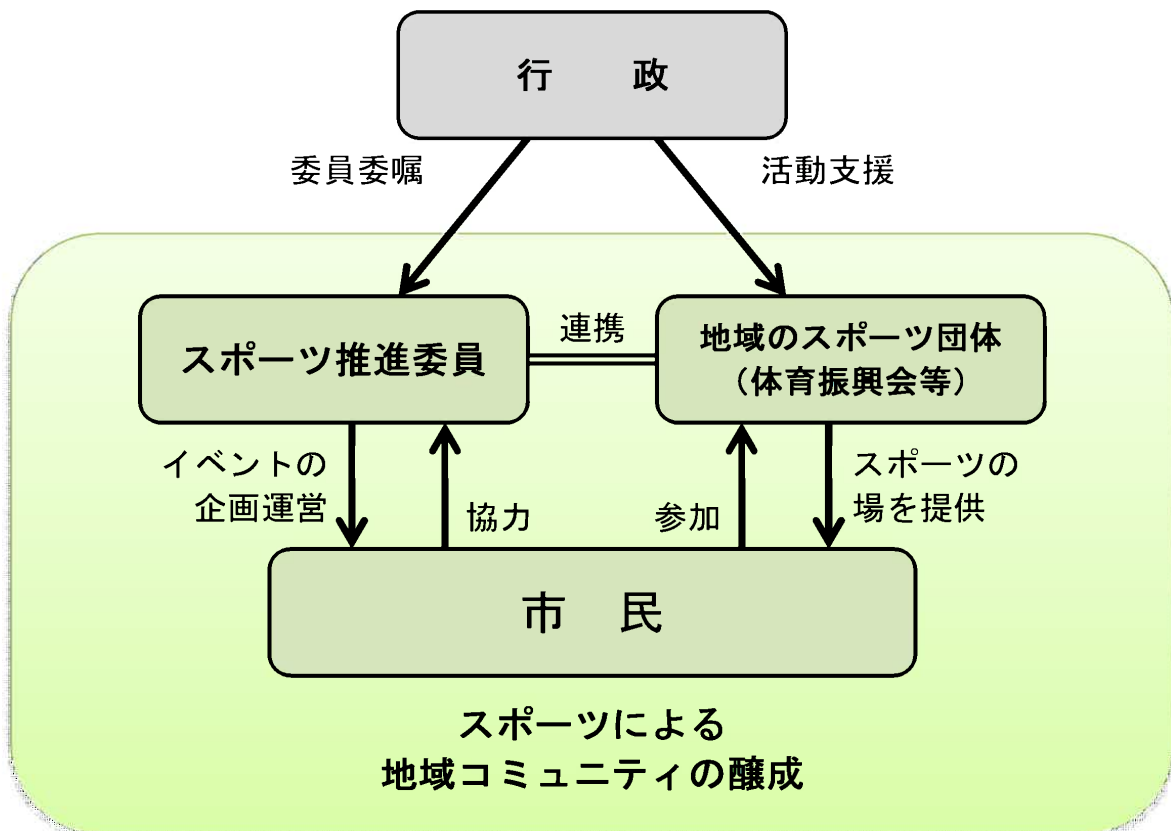 行　　政
委員委嘱
活動支援
スポーツ推進委員
連携
地域のスポーツ団体
（体育振興会等）
イベントの
企画運営
協力
参加
スポーツの
場を提供
市　民
スポーツによる
地域コミュニティの醸成